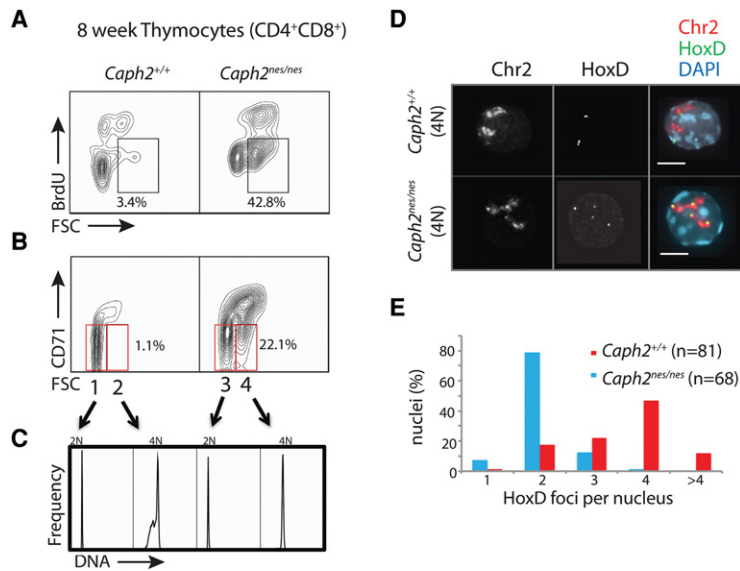 A
8 week Thymocytes (CD4+CD8+)
Caph2+/+
Caph2nes/nes
BrdU
3.4%
42.8%
FSC
B
CD71
1.1%
22.1%
FSC
1
2
3
4
C
2N
4N
2N
4N
Frequency
DNA
D
Chr2
HoxD
Chr2
HoxD
DAPI
Caph2+/+
(4N)
Caph2nes/nes
(4N)
E
nuclei (%)
80
60
40
20
0
Caph2+/+ (n=81)
Caph2nes/nes (n=68)
1
2
3
4
>4
HoxD foci per nucleus